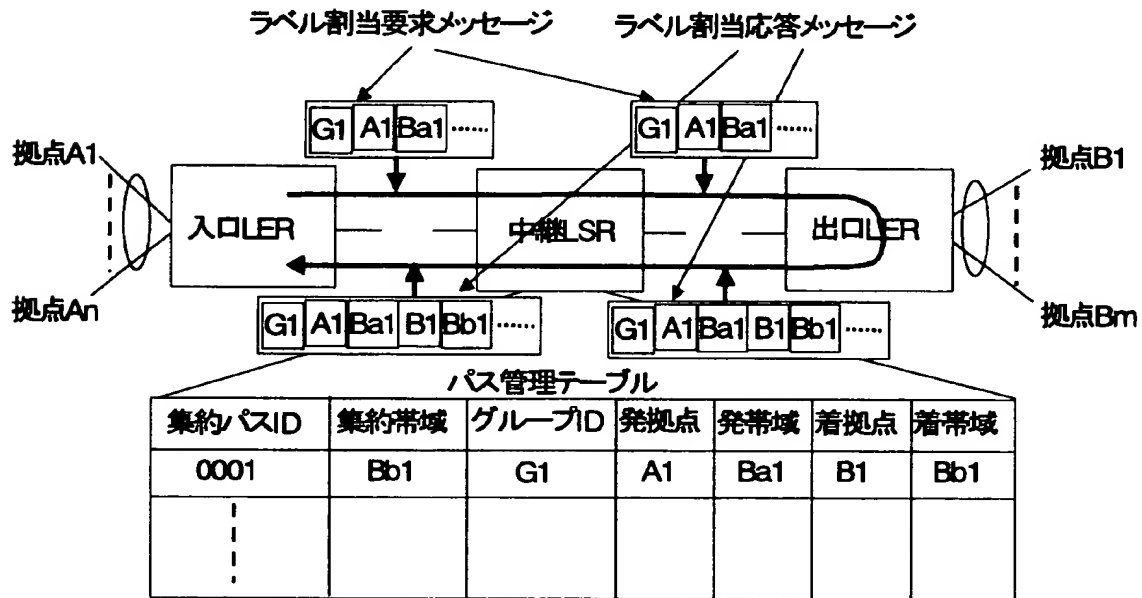 ラベル割当要求メッセージ ラベル割当応答メッセージ
G1 A1 Ba1 ……
G1 A1 Ba1 ……
拠点A1
拠点B1
入口LER
中継LSR
出口LER
拠点An
拠点Bm
G1 A1 Ba1 B1 Bb1 ……
G1 A1 Ba1 B1 Bb1 ……
パス管理テーブル
集約パスID 集約帯域 グループID 発拠点 発帯域 着拠点 着帯域
0001 Bb1 G1 A1 Ba1 B1 Bb1